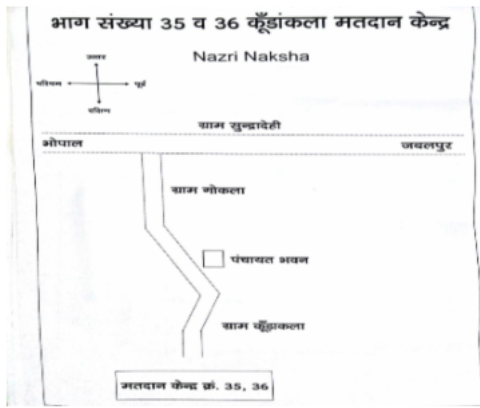 भाग संख्या 35 व 36 कूँडांकला मतदान केन्द्र
Nazri Naksha
उत्तर
पश्चिम
पूर्व
दक्षिण
ग्राम सुन्द्रादेही
भोपाल
जबलपुर
ग्राम गोकला
पंचायत भवन
ग्राम कूँडाकला
मतदान केन्द्र क्रं. 35, 36